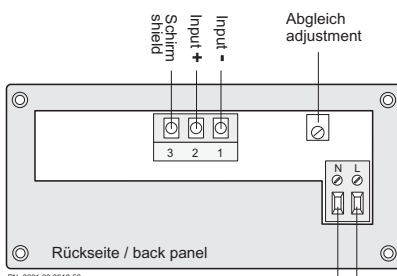 Schirm
shield
Input +
Input -
Abgleich
adjustment
3 2 1
N L
Rückseite / back panel